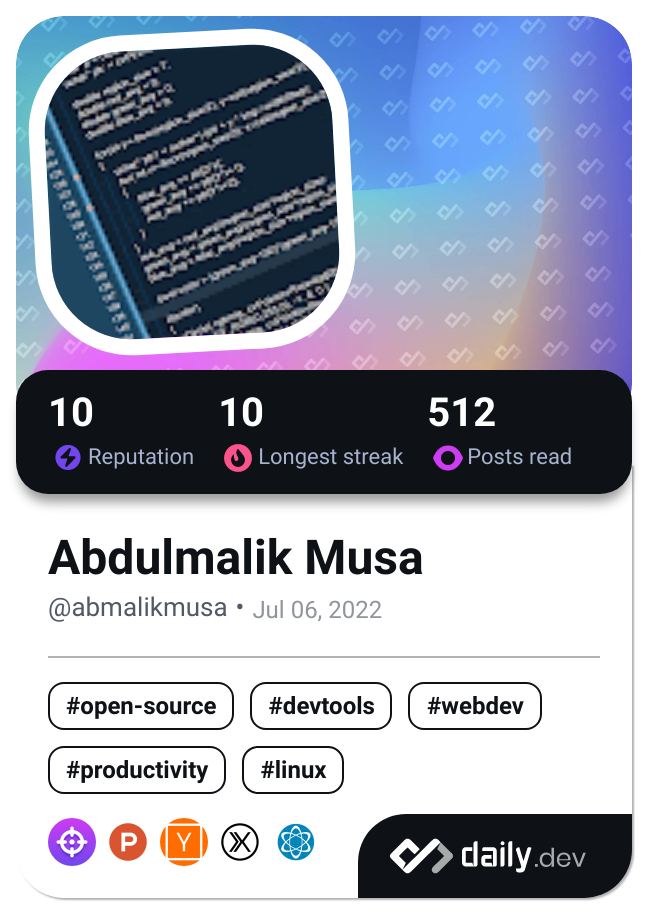 10 10 512
Reputation Longest streak Posts read
Abdulmalik Musa
@abmalikmusa • Jul 06, 2022
#open-source #devtools #webdev
#productivity #linux
P Y X
daily.dev